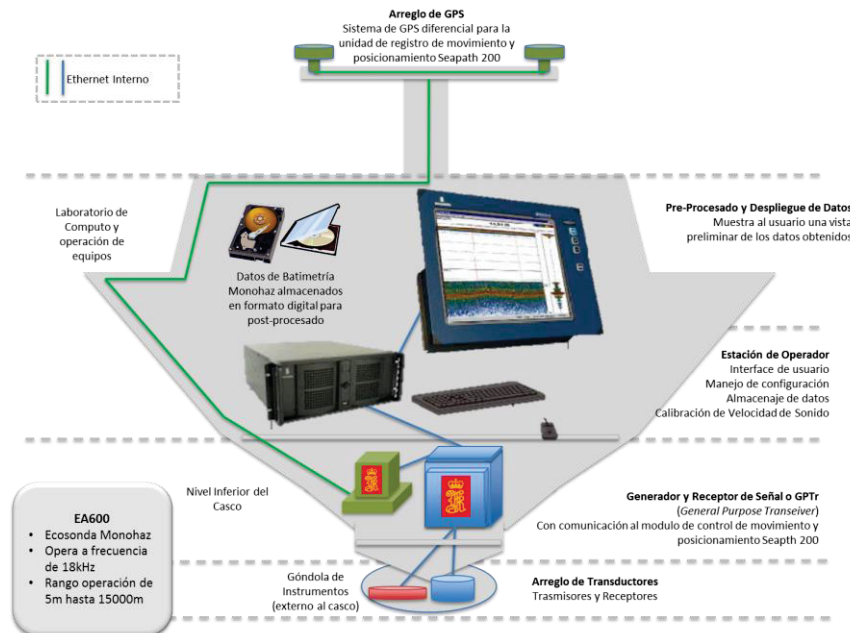 Arreglo de GPS
Sistema de GPS diferencial para la
unidad de registro de movimiento y
posicionamiento Seapath 200
Ethernet Interno
Laboratorio de
Computo y
operación de
equipos
Datos de Batimetría
Monohaz almacenados
en formato digital para
post-procesado
Pre-Procesado y Despliegue de Datos
Muestra al usuario una vista
preliminar de los datos obtenidos
Estación de Operador
Interface de usuario
Manejo de configuración
Almacenaje de datos
Calibración de Velocidad de Sonido
Nivel Inferior del
Casco
Generador y Receptor de Señal o GPTr
(General Purpose Transeiver)
Con comunicación al modulo de control de movimiento y
posicionamiento Seapth 200
EA600
• Ecosonda Monohaz
• Opera a frecuencia
de 18kHz
• Rango operación de
5m hasta 15000m
Góndola de
Instrumentos
(externo al casco)
Arreglo de Transductores
Trasmisores y Receptores